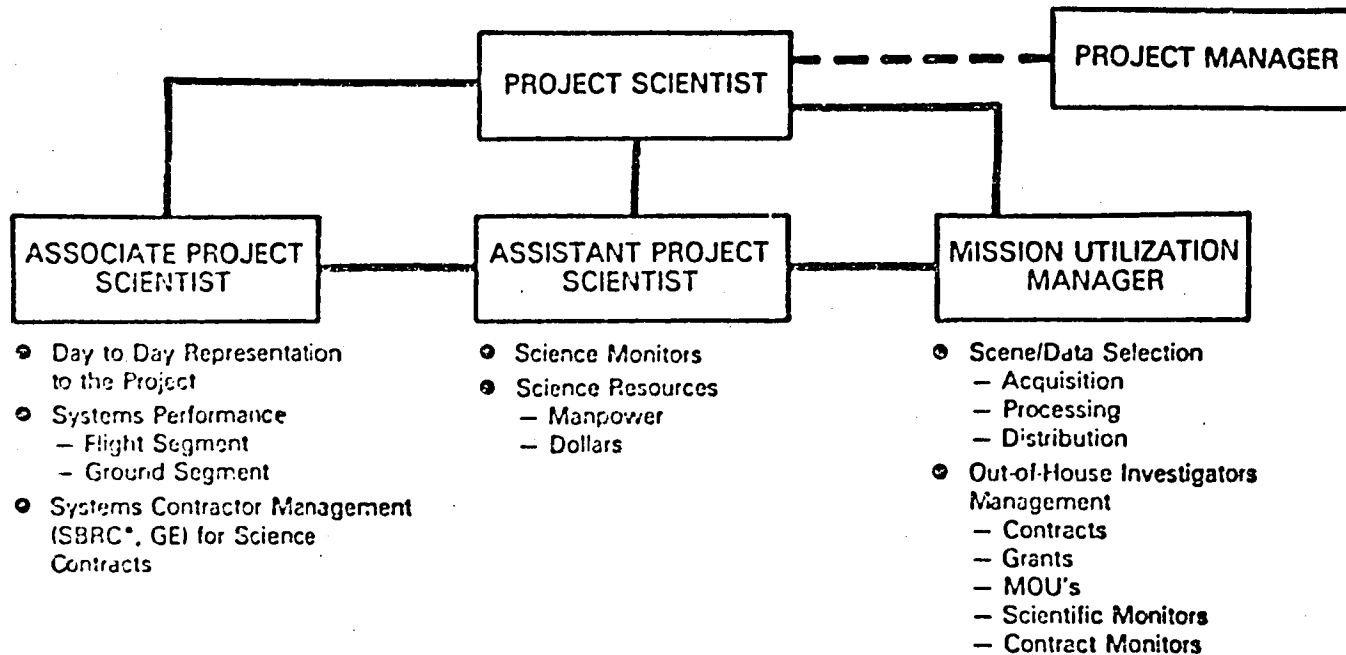 PROJECT SCIENTIST
PROJECT MANAGER
ASSOCIATE PROJECT
SCIENTIST
ASSISTANT PROJECT
SCIENTIST
MISSION UTILIZATION
MANAGER
● Day to Day Representation
to the Project
● Systems Performance
— Flight Segment
— Ground Segment
● Systems Contractor Management
(SBRC*, GE) for Science
Contracts
● Science Monitors
● Science Resources
— Manpower
— Dollars
● Scene/Data Selection
— Acquisition
— Processing
— Distribution
● Out-of-House Investigators
Management
— Contracts
— Grants
— MOU's
— Scientific Monitors
— Contract Monitors